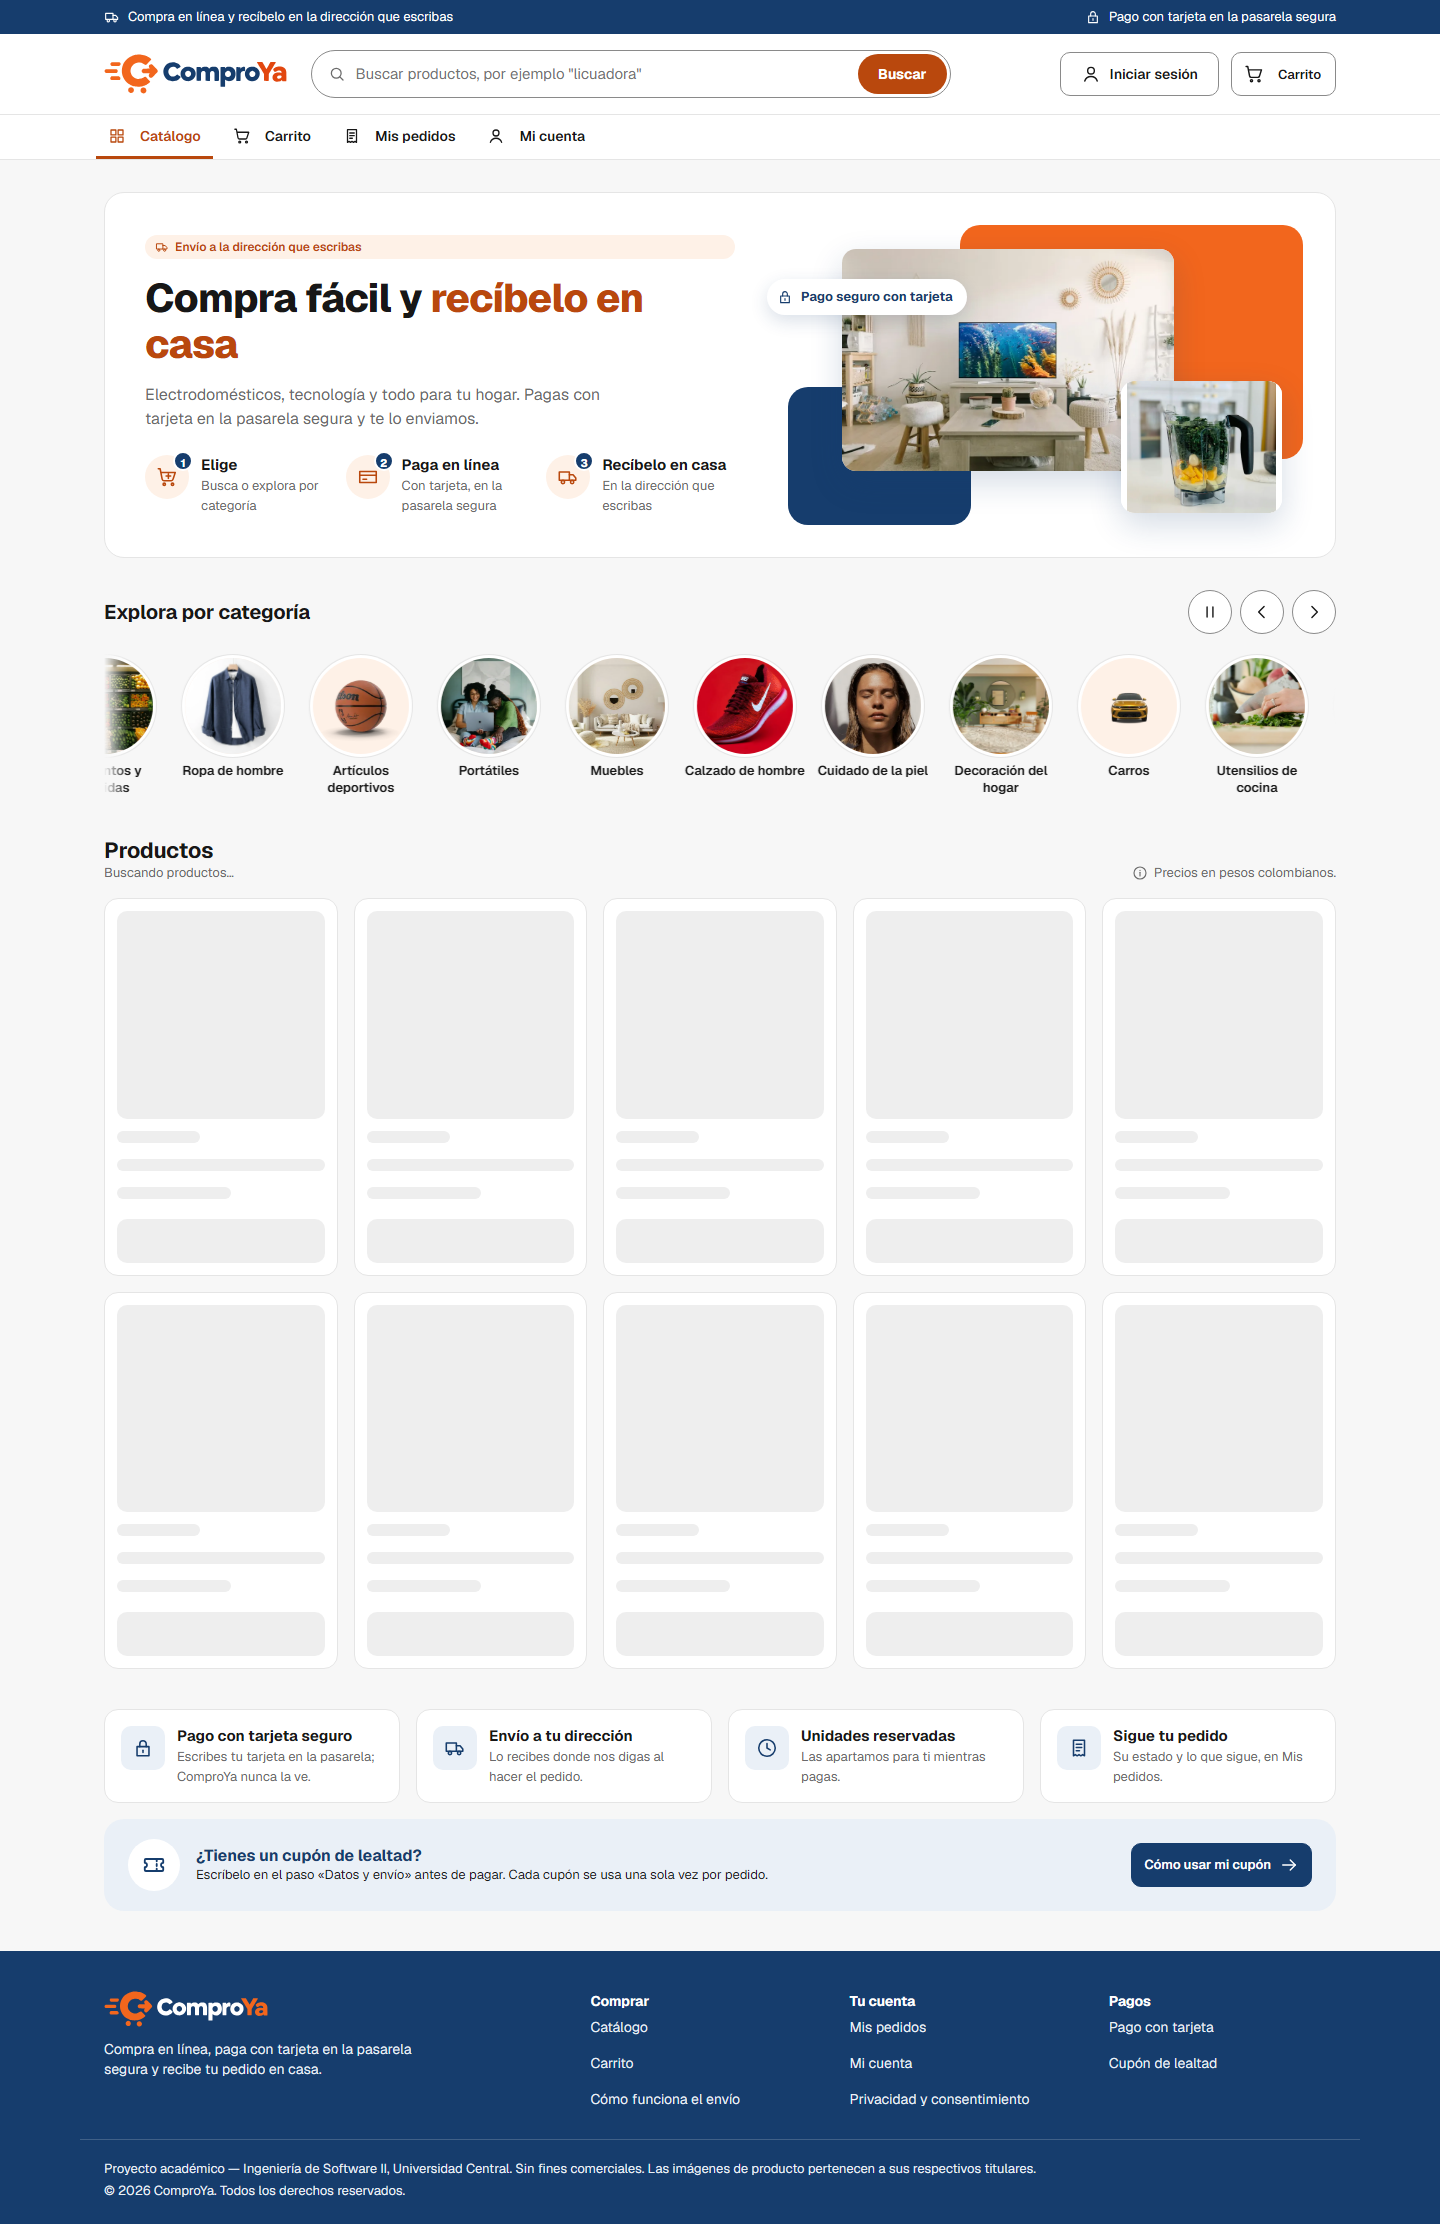 Compra en línea y recíbelo en la dirección que escribas
Pago con tarjeta en la pasarela segura
ComproYa
Buscar productos, por ejemplo "licuadora"
Buscar
Iniciar sesión
Carrito
Catálogo
Carrito
Mis pedidos
Mi cuenta
Envío a la dirección que escribas
Compra fácil y recíbelo en
casa
Electrodomésticos, tecnología y todo para tu hogar. Pagas con
tarjeta en la pasarela segura y te lo enviamos.
1
Elige
Busca o explora por
categoría
2
Paga en línea
Con tarjeta, en la
pasarela segura
3
Recíbelo en casa
En la dirección que
escribas
Pago seguro con tarjeta
Explora por categoría
Ropa de hombre
Artículos
deportivos
Portátiles
Muebles
Calzado de hombre
Cuidado de la piel
Decoración del
hogar
Carros
Utensilios de
cocina
Productos
Buscando productos...
Precios en pesos colombianos.
Pago con tarjeta seguro
Escribes tu tarjeta en la pasarela;
ComproYa nunca la ve.
Envío a tu dirección
Lo recibes donde nos digas al
hacer el pedido.
Unidades reservadas
Las apartamos para ti mientras
pagas.
Sigue tu pedido
Su estado y lo que sigue, en Mis
pedidos.
¿Tienes un cupón de lealtad?
Escríbelo en el paso «Datos y envío» antes de pagar. Cada cupón se usa una sola vez por pedido.
Cómo usar mi cupón
ComproYa
Compra en línea, paga con tarjeta en la pasarela
segura y recibe tu pedido en casa.
Comprar
Catálogo
Carrito
Cómo funciona el envío
Tu cuenta
Mis pedidos
Mi cuenta
Privacidad y consentimiento
Pagos
Pago con tarjeta
Cupón de lealtad
Proyecto académico — Ingeniería de Software II, Universidad Central. Sin fines comerciales. Las imágenes de producto pertenecen a sus respectivos titulares.
© 2026 ComproYa. Todos los derechos reservados.